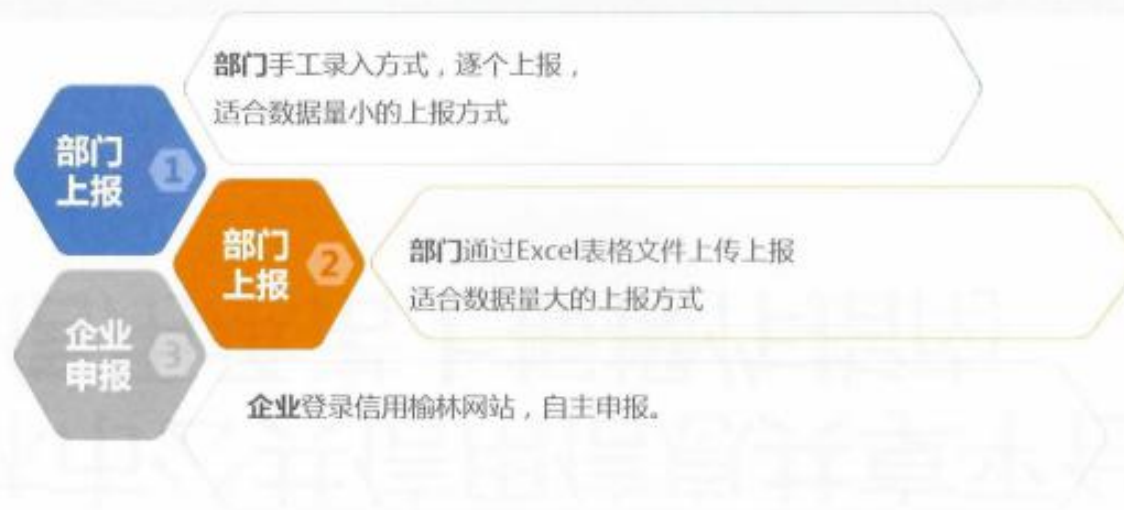 部门手工录入方式，逐个上报，
适合数据量小的上报方式
部门
上报
1
部门
上报
2
部门通过Excel表格文件上传上报
适合数据量大的上报方式
企业
申报
3
企业登录信用榆林网站，自主申报。